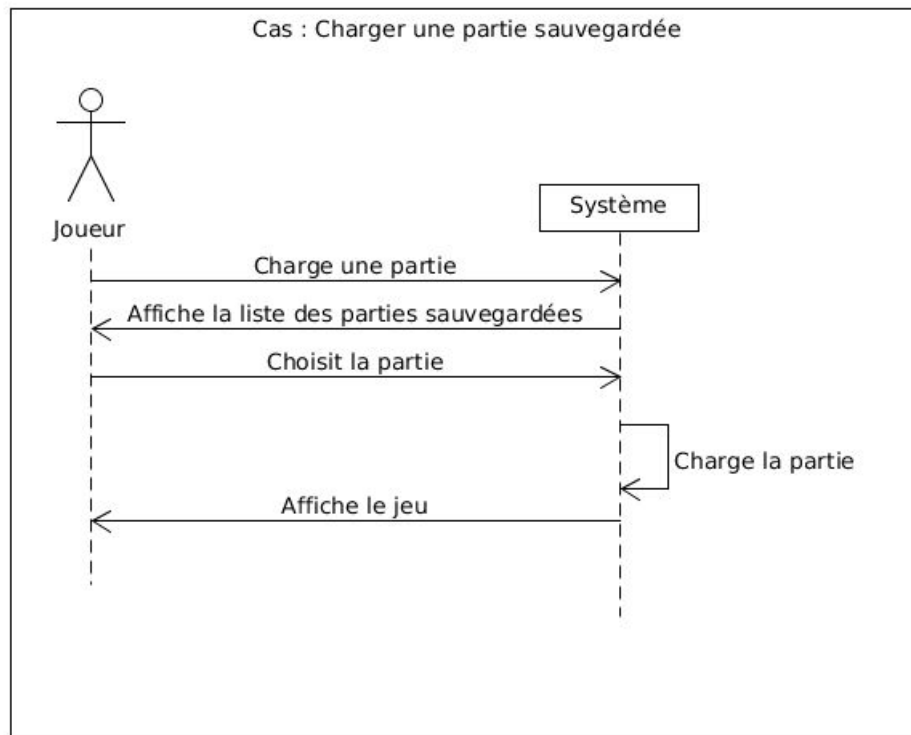 Cas : Charger une partie sauvegardée
Système
Joueur
Charge une partie
Affiche la liste des parties sauvegardées
Choisit la partie
Charge la partie
Affiche le jeu